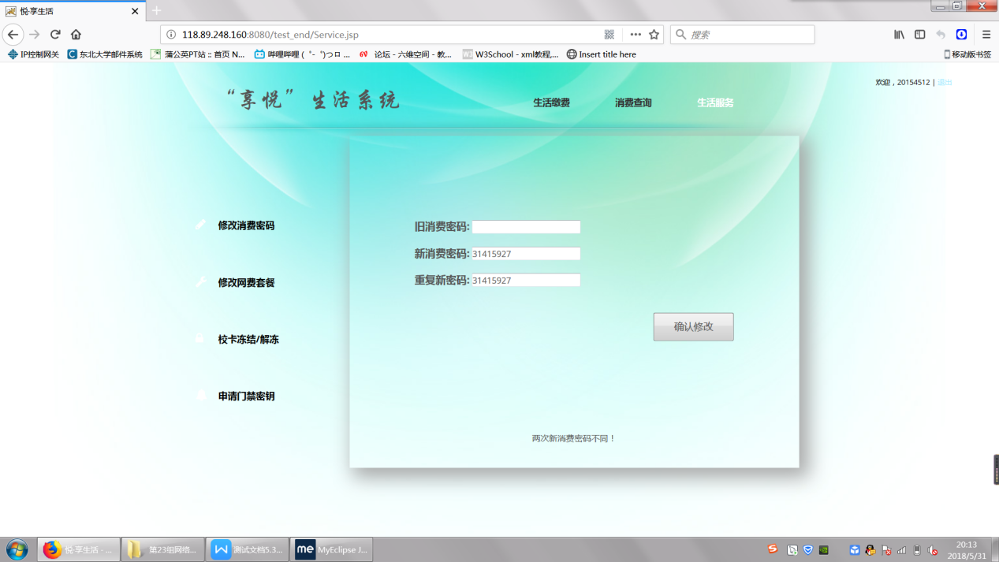 悦·享生活
118.89.248.160:8080/test_end/Service.jsp
搜索
IP控制网关 东北大学邮件系统 蒲公英PT站 :: 首页 N... 哔哩哔哩 ( ゜- ゜)つロ ... 6V 论坛 - 六维空间 - 教... W3 W3School - xml教程,... Insert title here 移动版书签
欢迎，20154512 | 退出
“享悦”生活系统
生活缴费 消费查询 生活服务
修改消费密码
修改网费套餐
校卡冻结/解冻
申请门禁密钥
旧消费密码:
新消费密码: 31415927
重复新密码: 31415927
确认修改
两次新消费密码不同！
悦·享生活 - ... 第23组网络... 测试文档5.3... me MyEclipse J...
20:13
2018/5/31